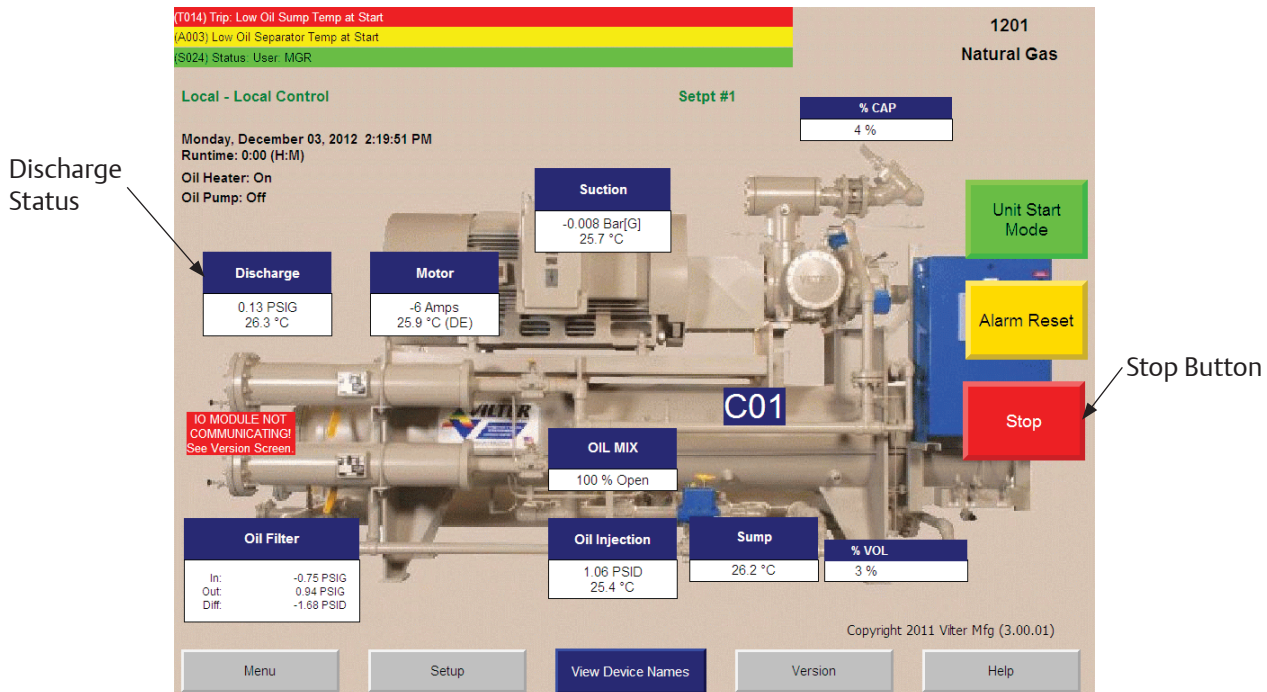 (T014) Trip: Low Oil Sump Temp at Start
(A003) Low Oil Separator Temp at Start
(S024) Status: User: MGR
1201
Natural Gas
Local - Local Control
Setpt #1
% CAP
4 %
Monday, December 03, 2012 2:19:51 PM
Runtime: 0:00 (H:M)
Oil Heater: On
Oil Pump: Off
Discharge
Status
Suction
-0.008 Bar[G]
25.7 °C
Unit Start
Mode
Discharge
0.13 PSIG
26.3 °C
Motor
-6 Amps
25.9 °C (DE)
Alarm Reset
Stop Button
Stop
C01
IO MODULE NOT
COMMUNICATING!
See Version Screen.
VILTER
OIL MIX
100 % Open
Oil Filter
In: -0.75 PSIG
Out: 0.94 PSIG
Diff: -1.68 PSID
Oil Injection
1.06 PSID
25.4 °C
Sump
26.2 °C
% VOL
3 %
Copyright 2011 Vilter Mfg (3.00.01)
Menu
Setup
View Device Names
Version
Help